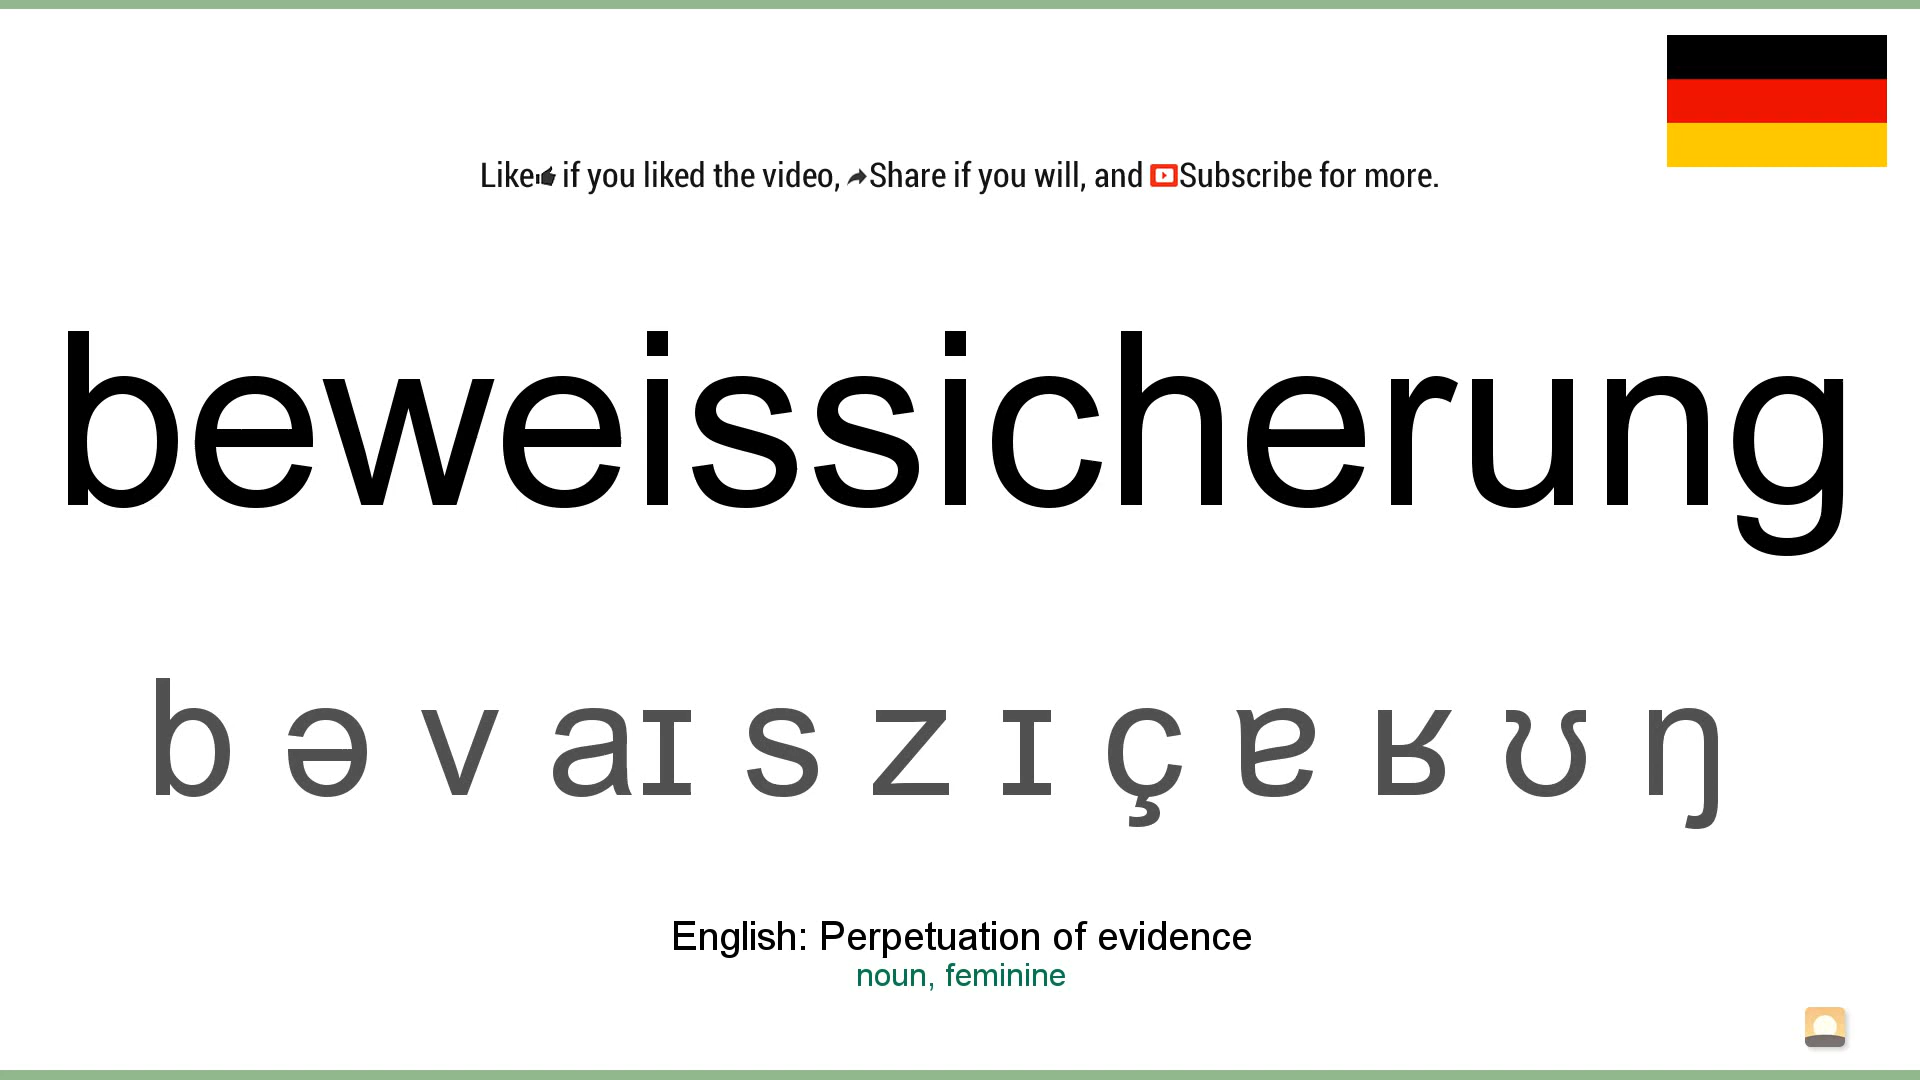 Like if you liked the video, Share if you will, and Subscribe for more.
beweissicherung
b ə v aɪ s z ɪ ç ɐ ʁ ʊ ŋ
English: Perpetuation of evidence
noun, feminine